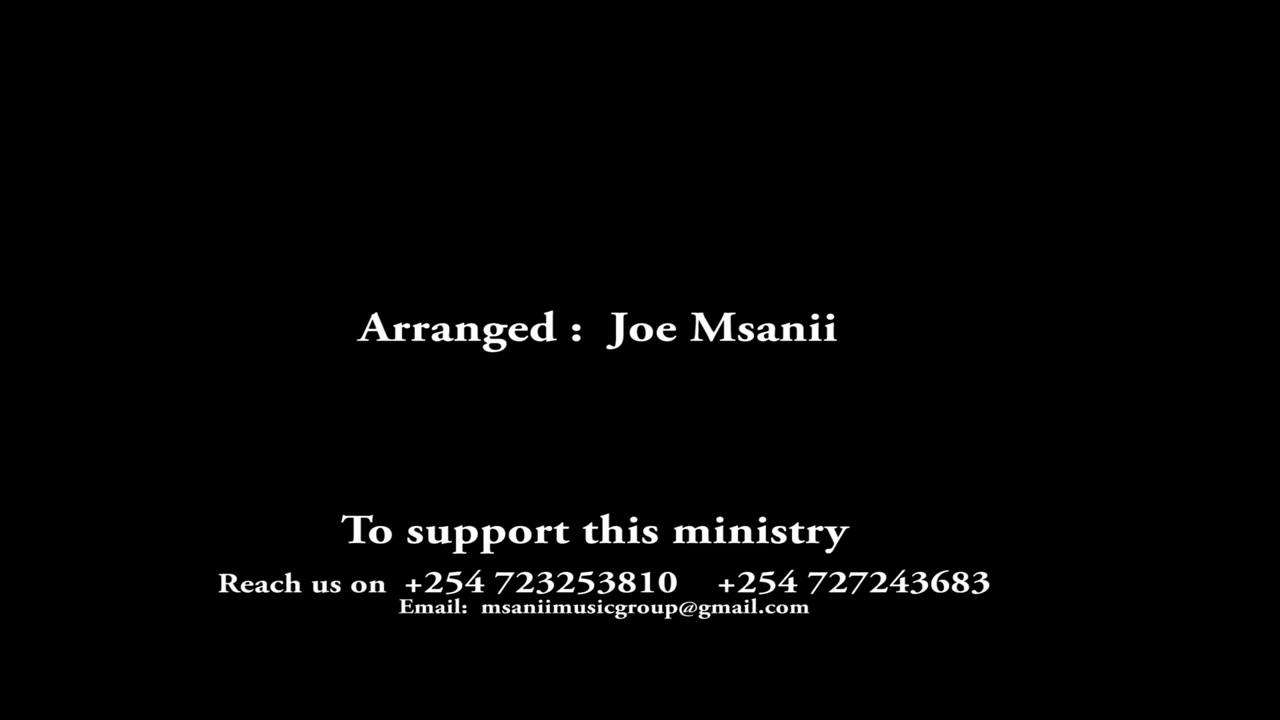 Arranged :  Joe Msanii
To support this ministry
Reach us on  +254 723253810    +254 727243683
Email:  msaniimusicgroup@gmail.com